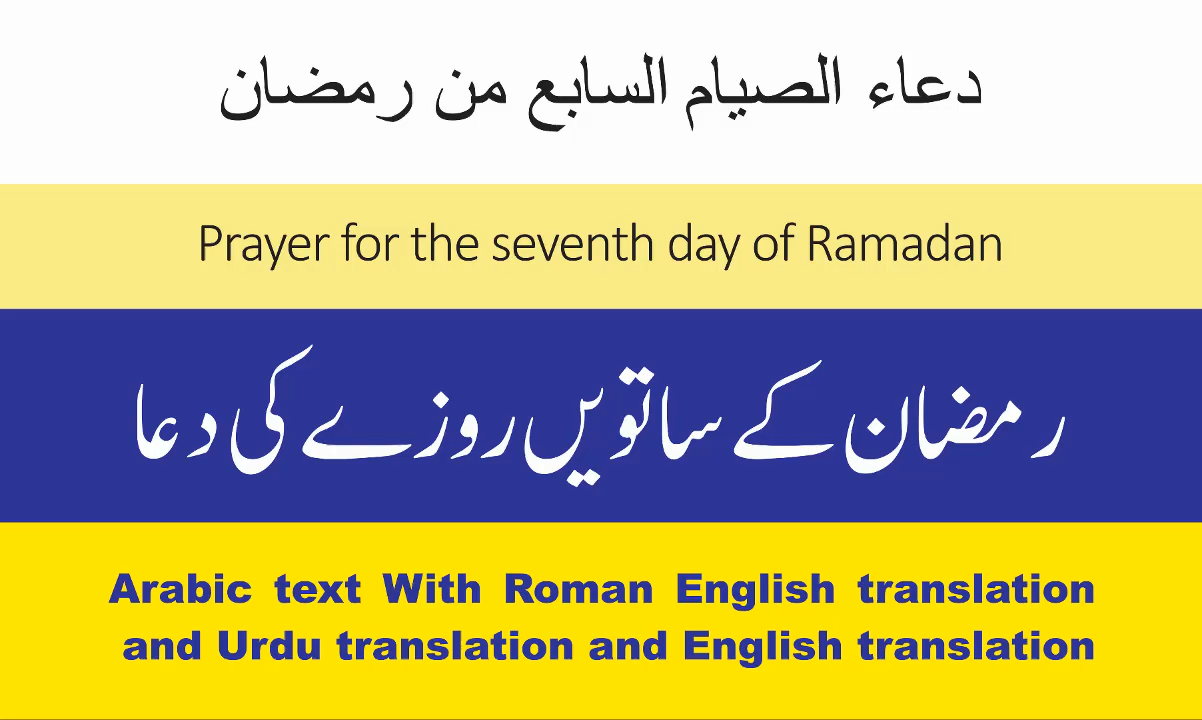 دعاء الصيام السابع من رمضان
Prayer for the seventh day of Ramadan
رمضان کے ساتویں روزے کی دعا
Arabic text With Roman English translation
and Urdu translation and English translation